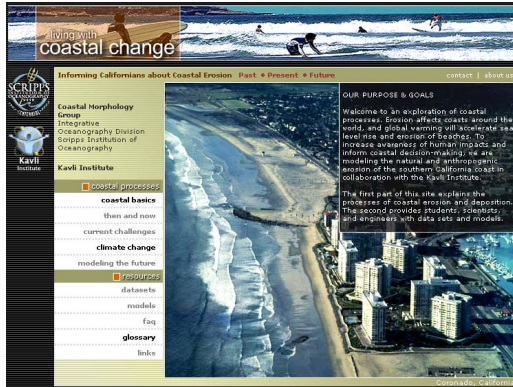 living with
coastal change
Informing Californians about Coastal Erosion Past • Present • Future
contact | about us
SCRIPPS
INSTITUTION OF
OCEANOGRAPHY
CENTENNIAL
Kavli
Institute
Coastal Morphology
Group
Integrative
Oceanography Division
Scripps Institution of
Oceanography
Kavli Institute
coastal processes
coastal basics
then and now
current challenges
climate change
modeling the future
resources
datasets
models
faq
glossary
links
OUR PURPOSE & GOALS
Welcome to an exploration of coastal
processes. Erosion affects coasts around the
world, and global warming will accelerate sea
level rise and erosion of beaches. To
increase awareness of human impacts and
inform coastal decision-making, we are
modeling the natural and anthropogenic
erosion of the southern California coast in
collaboration with the Kavli Institute.
The first part of this site explains the
processes of coastal erosion and deposition.
The second provides students, scientists,
and engineers with data sets and models.
Coronado, California